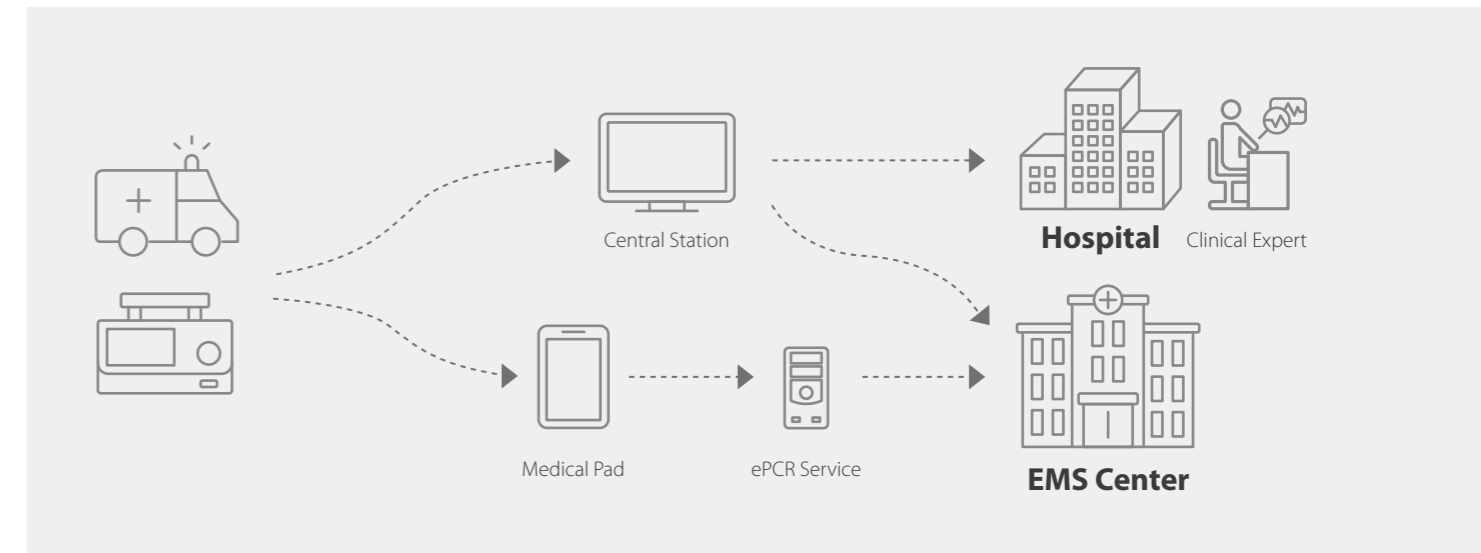 Central Station
Hospital
Clinical Expert
Medical Pad
ePCR Service
EMS Center